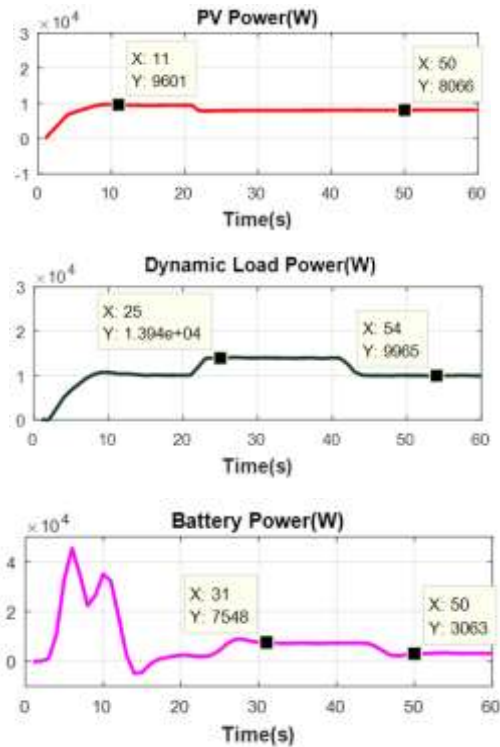 PV Power(W)
×10^4
3
2
1
0
-1
X: 11
Y: 9601
X: 50
Y: 8066
0 10 20 30 40 50 60
Time(s)
Dynamic Load Power(W)
×10^4
3
2
1
0
X: 25
Y: 1.394e+04
X: 54
Y: 9965
0 10 20 30 40 50 60
Time(s)
Battery Power(W)
×10^4
4
2
0
X: 31
Y: 7548
X: 50
Y: 3063
0 10 20 30 40 50 60
Time(s)